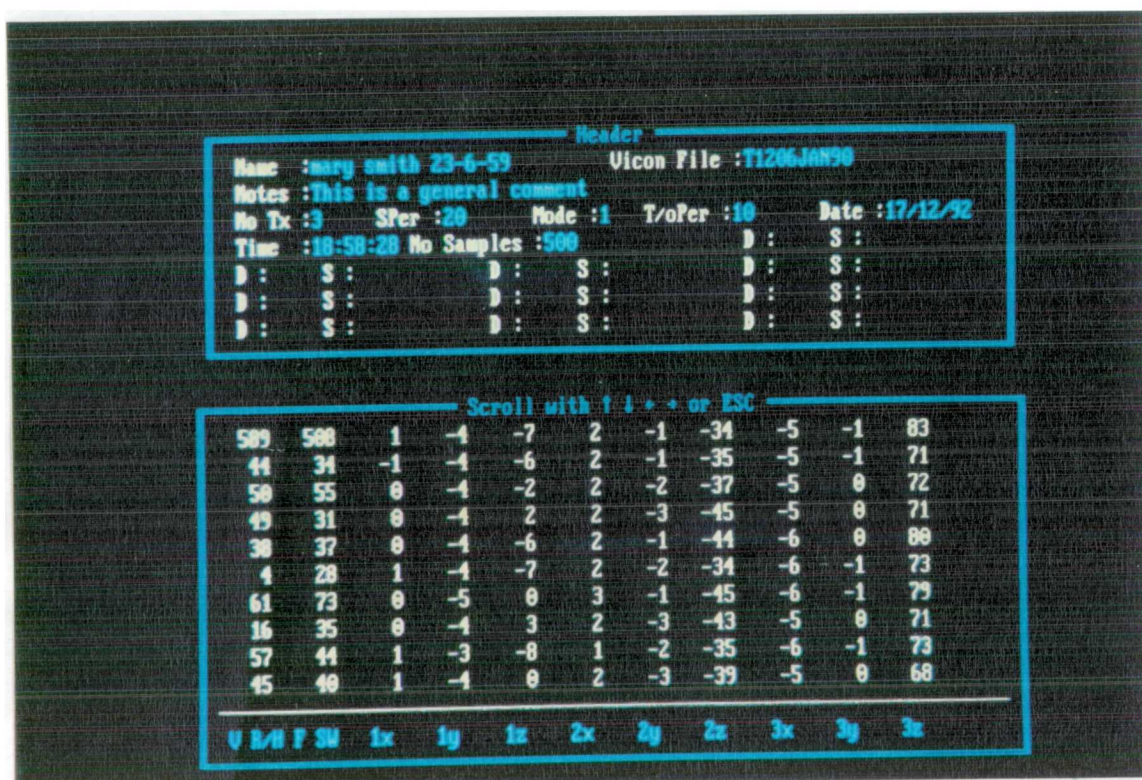 Header
Name :mary smith 23-6-59 Vicon File :T1206JAN90
Notes :This is a general comment
No Tx :3 SPer :20 Mode :1 T/oPer :10 Date :17/12/92
Time :18:58:28 No Samples :500 D : S :
D : S : D : S : D : S :
D : S : D : S : D : S :
D : S : D : S : D : S :
Scroll with ↑ ↓ ← → or ESC
509 508 1 -4 -7 2 -1 -34 -5 -1 83
44 34 -1 -4 -6 2 -1 -35 -5 -1 71
50 55 0 -4 -2 2 -2 -37 -5 0 72
49 31 0 -4 2 2 -3 -45 -5 0 71
38 37 0 -4 -6 2 -1 -44 -6 0 80
4 28 1 -4 -7 2 -2 -34 -6 -1 73
61 73 0 -5 0 3 -1 -45 -6 -1 79
16 35 0 -4 3 2 -3 -43 -5 0 71
57 44 1 -3 -8 1 -2 -35 -6 -1 73
45 40 1 -4 0 2 -3 -39 -5 0 68
V R/H F SW 1x 1y 1z 2x 2y 2z 3x 3y 3z